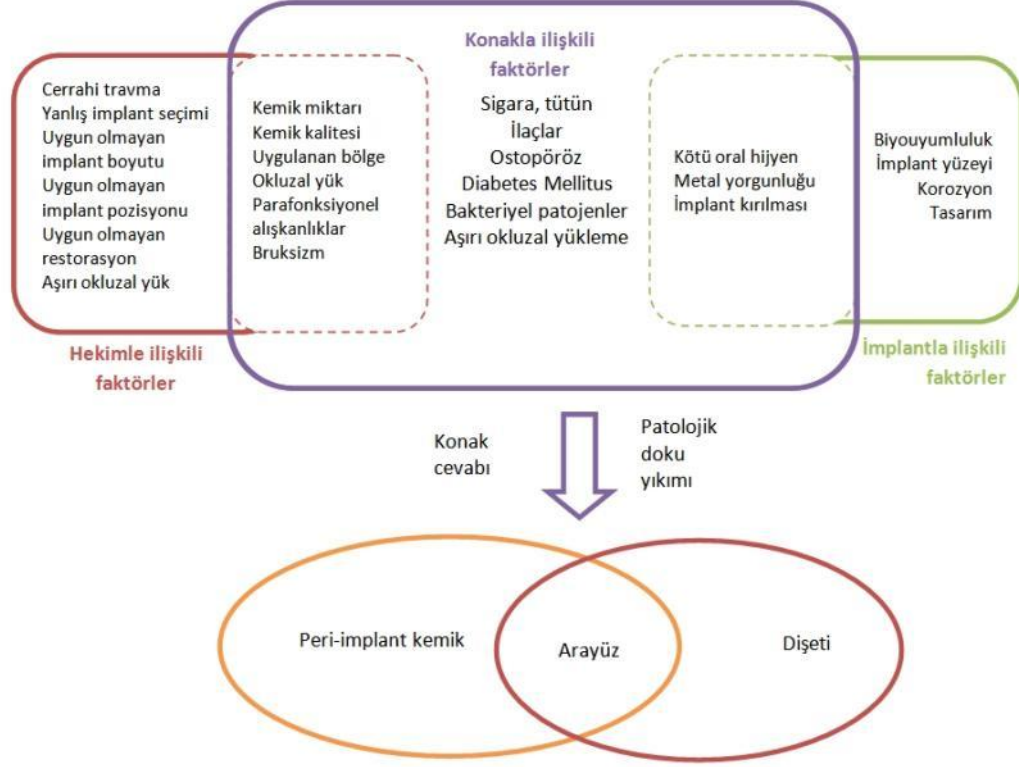 Konakla ilişkili
faktörler
Cerrahi travma
Yanlış implant seçimi
Uygun olmayan
implant boyutu
Uygun olmayan
implant pozisyonu
Uygun olmayan
restorasyon
Aşırı okluzal yük
Hekimle ilişkili
faktörler
Kemik miktarı
Kemik kalitesi
Uygulanan bölge
Okluzal yük
Parafonksiyonel
alışkanlıklar
Bruksizm
Sigara, tütün
İlaçlar
Ostopöröz
Diabetes Mellitus
Bakteriyel patojenler
Aşırı okluzal yükleme
Kötü oral hijyen
Metal yorgunluğu
İmplant kırılması
Biyouyumluluk
İmplant yüzeyi
Korozyon
Tasarım
İmplantla ilişkili
faktörler
Konak
cevabı
Patolojik
doku
yıkımı
Peri-implant kemik
Arayüz
Dişeti